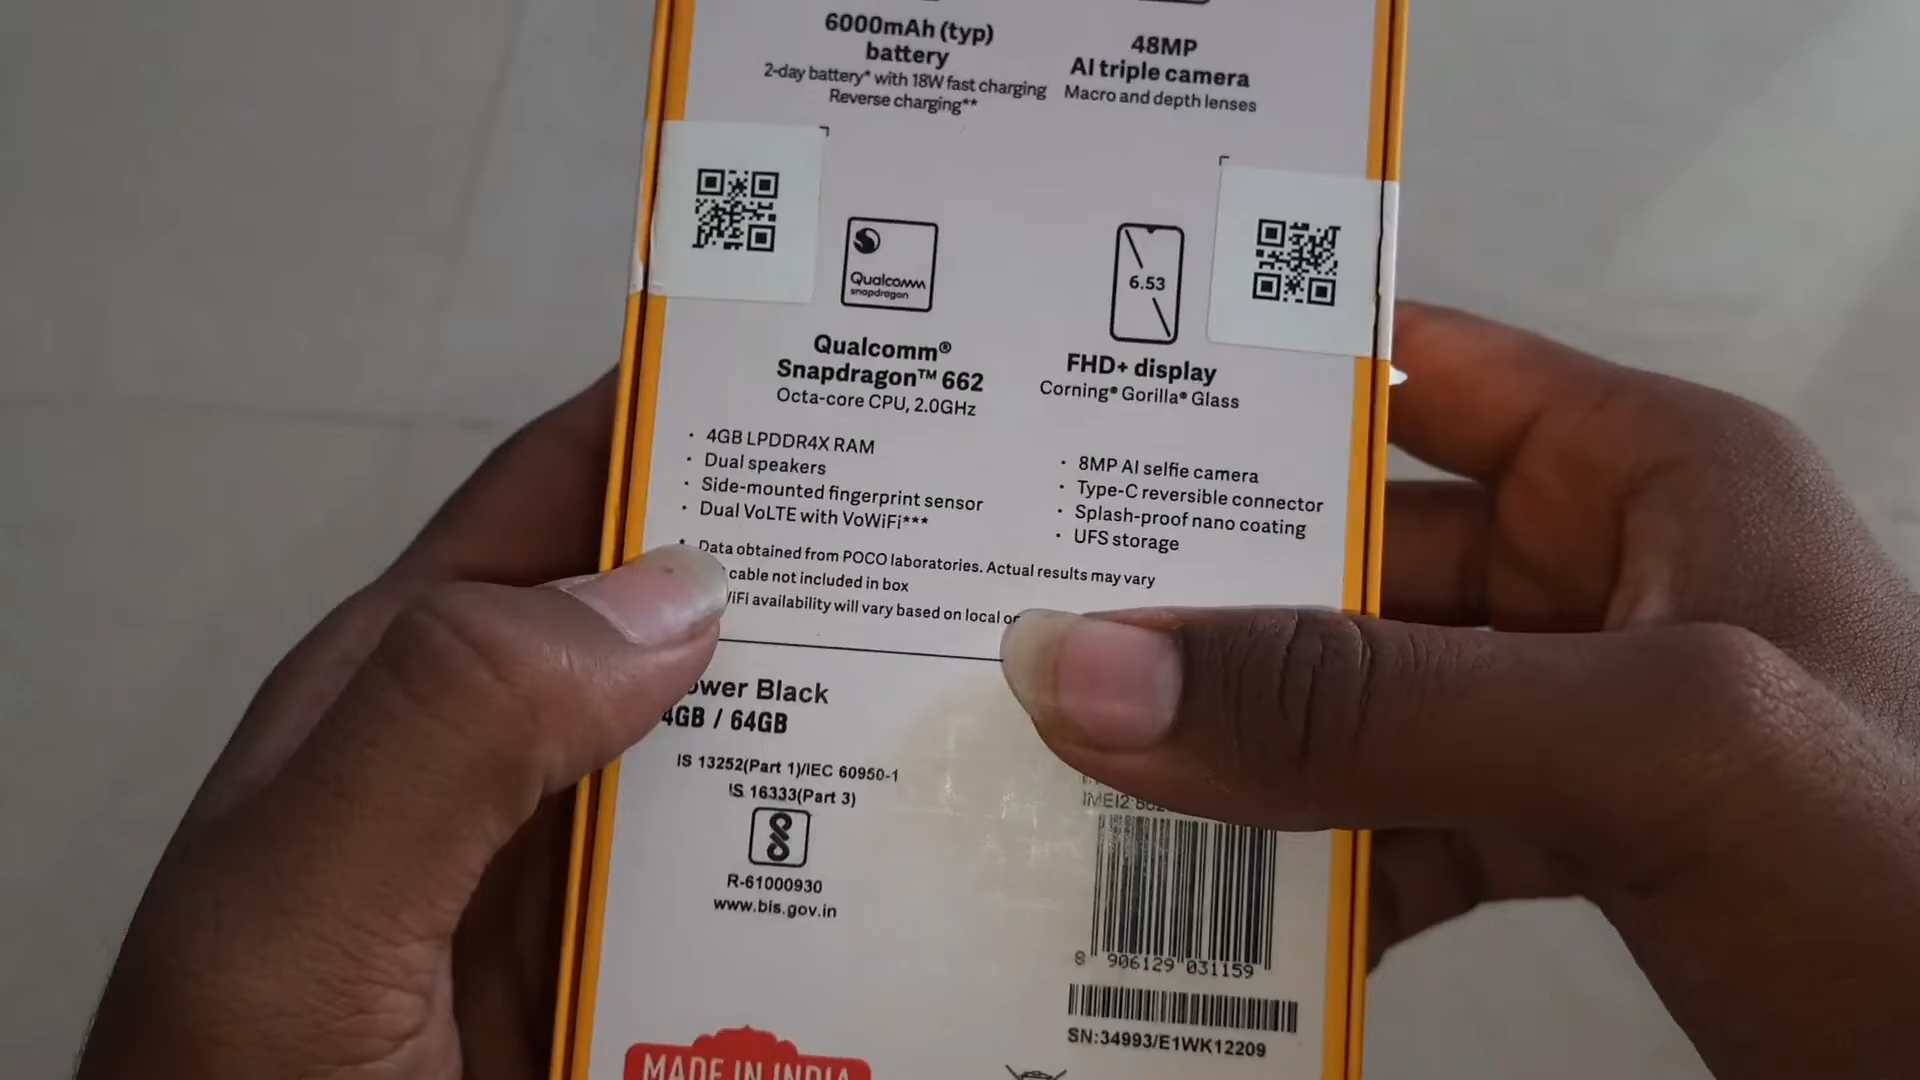 6000mAh (typ)
battery
2-day battery* with 18W fast charging
Reverse charging**
48MP
AI triple camera
Macro and depth lenses
Qualcomm
snapdragon
Qualcomm®
Snapdragon™ 662
Octa-core CPU, 2.0GHz
6.53
FHD+ display
Corning® Gorilla® Glass
· 4GB LPDDR4X RAM
· Dual speakers
· Side-mounted fingerprint sensor
· Dual VoLTE with VoWiFi***
· 8MP AI selfie camera
· Type-C reversible connector
· Splash-proof nano coating
· UFS storage
* Data obtained from POCO laboratories. Actual results may vary
cable not included in box
availability will vary based on local
Black
4GB / 64GB
IS 13252(Part 1)/IEC 60950-1
IS 16333(Part 3)
R-61000930
www.bis.gov.in
IMEI2
8 906129 031159
SN:34993/E1WK12209
MADE IN INDIA